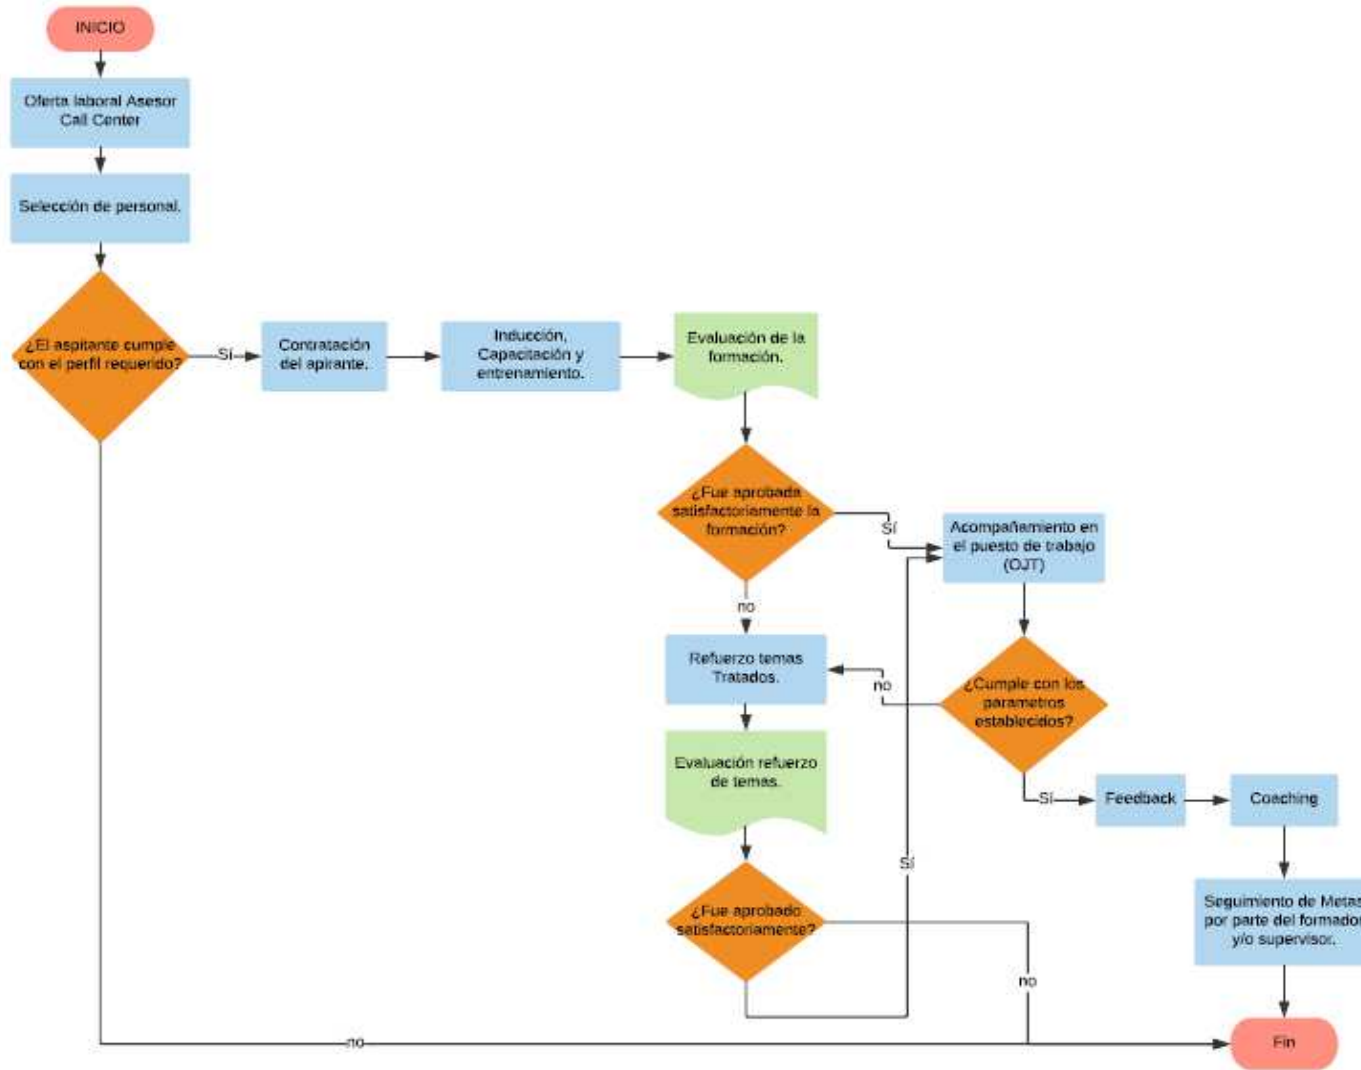 INICIO
Oferta laboral Asesor
Call Center
Selección de personal.
¿El aspitante cumple
con el perfil requerido?
Sí
Contratación
del apirante.
Inducción,
Capacitación y
entrenamiento.
Evaluación de la
formación.
¿Fue aprobada
satisfactoriamente la
formación?
Sí
Acompañamiento en
el puesto de trabajo
(OJT)
no
Refuerzo temas
Tratados.
no
¿Cumple con los
parametros
establecidos?
Evaluación refuerzo
de temas.
Sí
Feedback
Coaching
Sí
¿Fue aprobado
satisfactoriamente?
Seguimiento de Metas
por parte del formador
y/o supervisor.
no
no
Fin